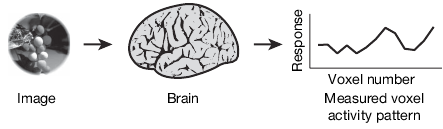 Response
Voxel number
Image
Brain
Measured voxel
activity pattern